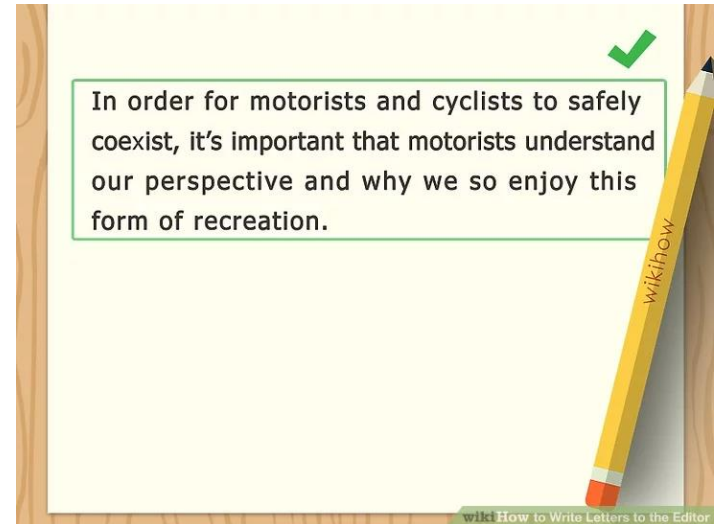 In order for motorists and cyclists to safely
coexist, it's important that motorists understand
our perspective and why we so enjoy this
form of recreation.
wikihow
wikiHow to Write Letters to the Editor